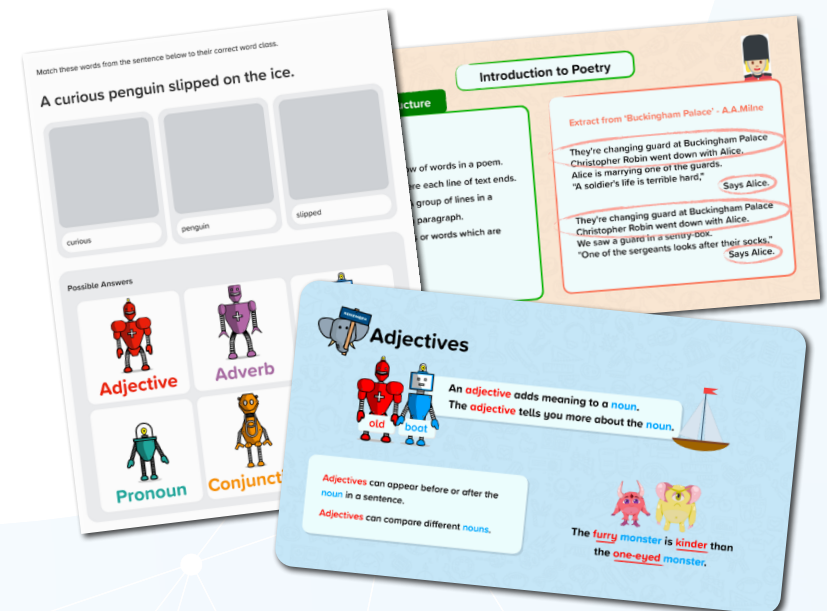 Match these words from the sentence below to their correct word class.
A curious penguin slipped on the ice.
curious
penguin
slipped
Possible Answers
Adjective
Adverb
Pronoun
Conjunct
Introduction to Poetry
ucture
ow of words in a poem.
ere each line of text ends.
group of lines in a
paragraph.
or words which are
Extract from 'Buckingham Palace' - A.A.Milne
They're changing guard at Buckingham Palace
Christopher Robin went down with Alice.
Alice is marrying one of the guards.
"A soldier's life is terrible hard,"
Says Alice.
They're changing guard at Buckingham Palace
Christopher Robin went down with Alice.
We saw a guard in a sentry-box.
"One of the sergeants looks after their socks,"
Says Alice.
Adjectives
old
boat
An adjective adds meaning to a noun.
The adjective tells you more about the noun.
Adjectives can appear before or after the
noun in a sentence.
Adjectives can compare different nouns.
The furry monster is kinder than
the one-eyed monster.